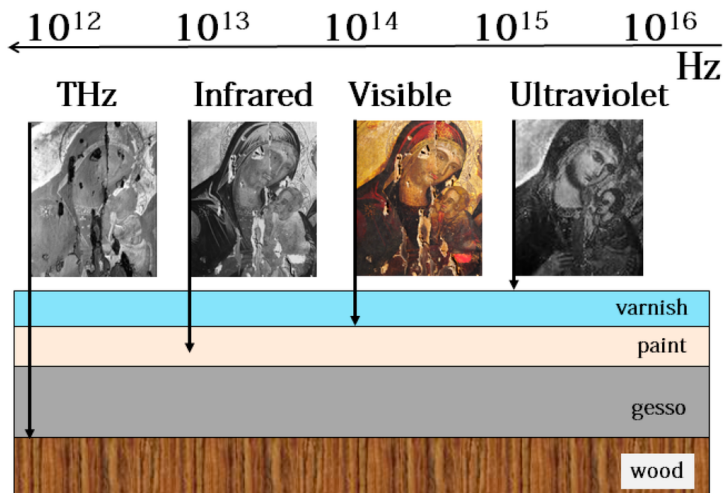 10¹² 10¹³ 10¹⁴ 10¹⁵ 10¹⁶
Hz
THz Infrared Visible Ultraviolet
varnish
paint
gesso
wood